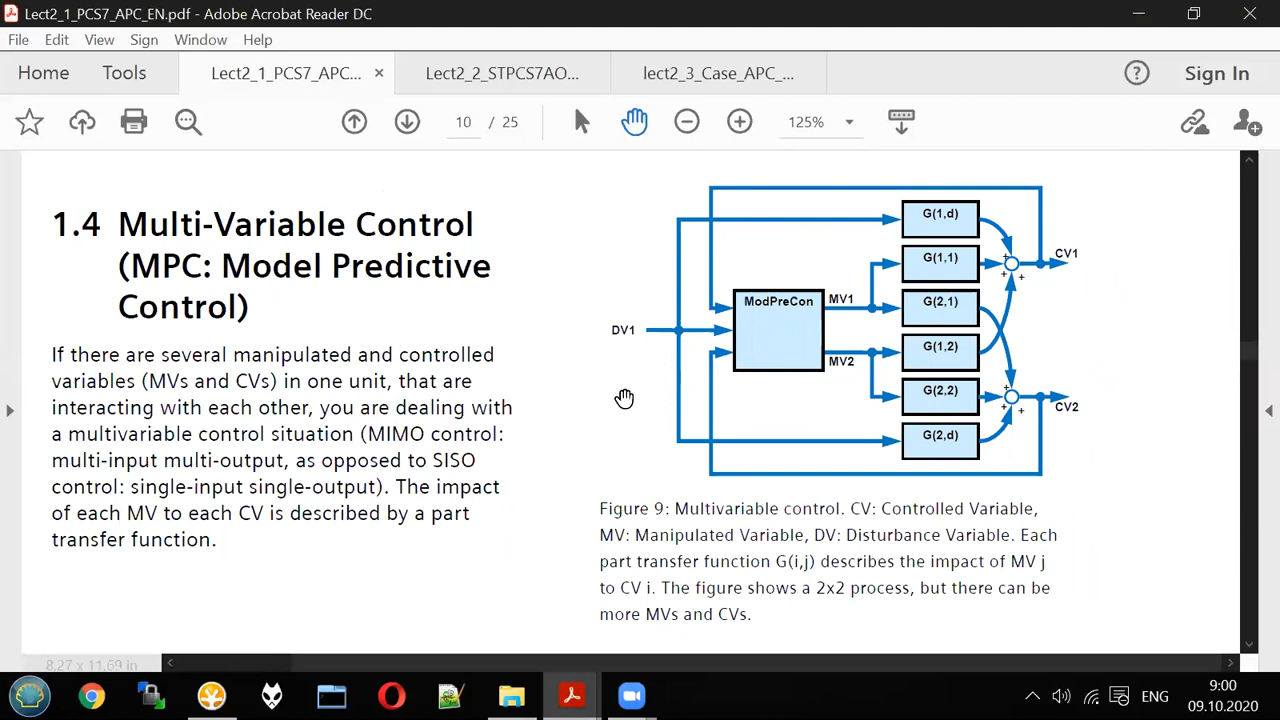 Lect2_1_PCS7_APC_EN.pdf - Adobe Acrobat Reader DC
File Edit View Sign Window Help
Home Tools Lect2_1_PCS7_APC... × Lect2_2_STPCS7AO... lect2_3_Case_APC_... ? Sign In
10 / 25 125%
1.4 Multi-Variable Control
(MPC: Model Predictive
Control)
If there are several manipulated and controlled
variables (MVs and CVs) in one unit, that are
interacting with each other, you are dealing with
a multivariable control situation (MIMO control:
multi-input multi-output, as opposed to SISO
control: single-input single-output). The impact
of each MV to each CV is described by a part
transfer function.
G(1,d)
G(1,1)
G(2,1)
G(1,2)
G(2,2)
G(2,d)
ModPreCon
DV1
MV1
MV2
+
+
+
CV1
+
+
+
CV2
Figure 9: Multivariable control. CV: Controlled Variable,
MV: Manipulated Variable, DV: Disturbance Variable. Each
part transfer function G(i,j) describes the impact of MV j
to CV i. The figure shows a 2x2 process, but there can be
more MVs and CVs.
8,27 x 11,69 in
ENG
9:00
09.10.2020